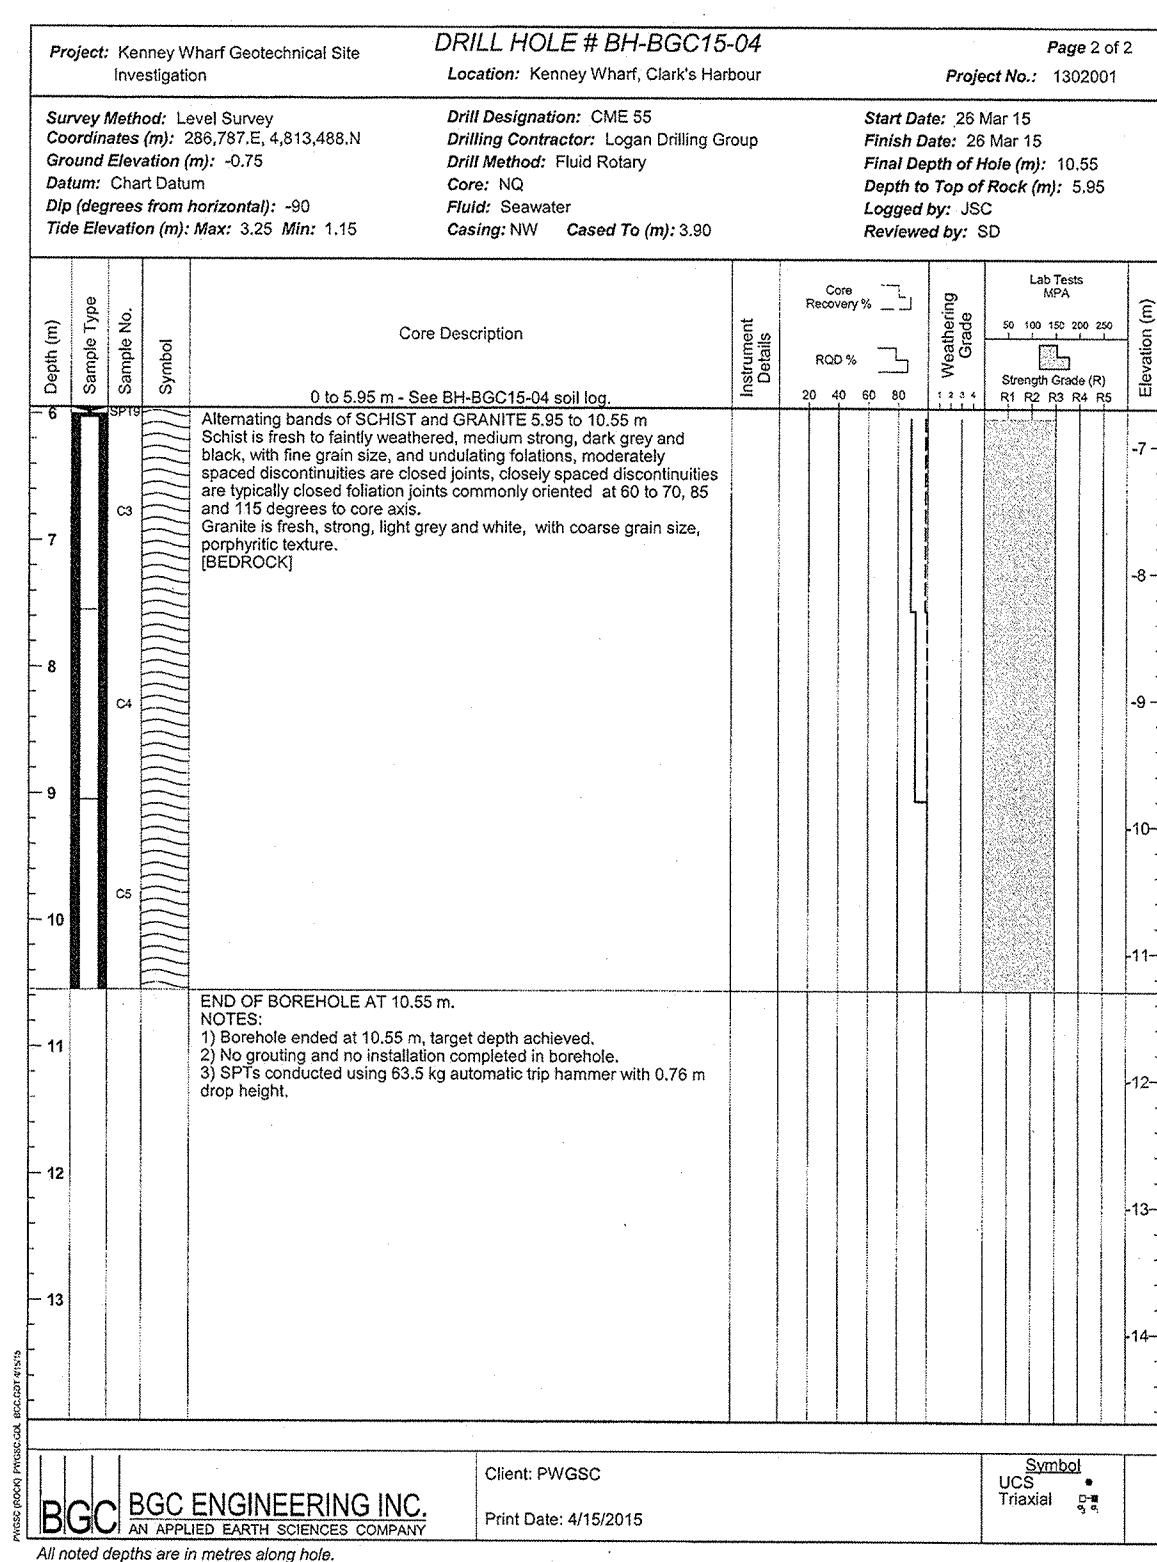 DRILL HOLE # BH-BGC15-04
Project: Kenney Wharf Geotechnical Site
Investigation
Location: Kenney Wharf, Clark's Harbour
Page 2 of 2
Project No.: 1302001
Survey Method: Level Survey
Coordinates (m): 286,787.E, 4,813,488.N
Ground Elevation (m): -0.75
Datum: Chart Datum
Dip (degrees from horizontal): -90
Tide Elevation (m): Max: 3.25 Min: 1.15
Drill Designation: CME 55
Drilling Contractor: Logan Drilling Group
Drill Method: Fluid Rotary
Core: NQ
Fluid: Seawater
Casing: NW Cased To (m): 3.90
Start Date: 26 Mar 15
Finish Date: 26 Mar 15
Final Depth of Hole (m): 10.55
Depth to Top of Rock (m): 5.95
Logged by: JSC
Reviewed by: SD
Depth (m)
Sample Type
Sample No.
Symbol
Core Description
0 to 5.95 m - See BH-BGC15-04 soil log.
Instrument
Details
Core
Recovery %
RQD %
20 40 60 80
Weathering
Grade
1 2 3 4
Lab Tests
MPA
50 100 150 200 250
Strength Grade (R)
R1 R2 R3 R4 R5
Elevation (m)
6
SPT9
Alternating bands of SCHIST and GRANITE 5.95 to 10.55 m
Schist is fresh to faintly weathered, medium strong, dark grey and
black, with fine grain size, and undulating folations, moderately
spaced discontinuities are closed joints, closely spaced discontinuities
are typically closed foliation joints commonly oriented at 60 to 70, 85
and 115 degrees to core axis.
Granite is fresh, strong, light grey and white, with coarse grain size,
porphyritic texture.
[BEDROCK]
-7
C3
7
-8
8
C4
-9
9
-10
C5
10
-11
END OF BOREHOLE AT 10.55 m.
NOTES:
1) Borehole ended at 10.55 m, target depth achieved.
2) No grouting and no installation completed in borehole.
3) SPTs conducted using 63.5 kg automatic trip hammer with 0.76 m
drop height.
11
-12
12
-13
13
-14
PWGSC (ROCK) PWGSC.GDL BGC.GDT 4/15/15
BGC
BGC ENGINEERING INC.
AN APPLIED EARTH SCIENCES COMPANY
Client: PWGSC
Print Date: 4/15/2015
Symbol
UCS
Triaxial
All noted depths are in metres along hole.